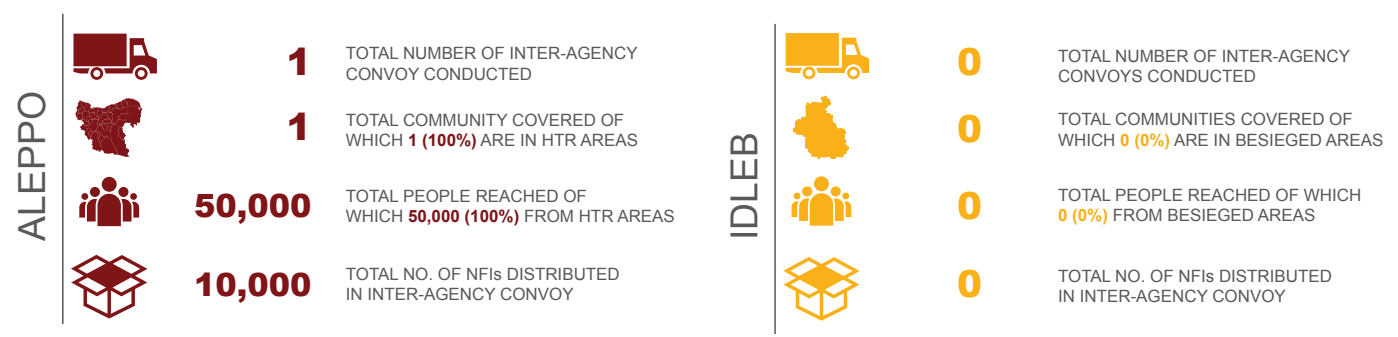 ALEPPO
1
TOTAL NUMBER OF INTER-AGENCY
CONVOY CONDUCTED
1
TOTAL COMMUNITY COVERED OF
WHICH 1 (100%) ARE IN HTR AREAS
50,000
TOTAL PEOPLE REACHED OF
WHICH 50,000 (100%) FROM HTR AREAS
10,000
TOTAL NO. OF NFIs DISTRIBUTED
IN INTER-AGENCY CONVOY
IDLEB
0
TOTAL NUMBER OF INTER-AGENCY
CONVOYS CONDUCTED
0
TOTAL COMMUNITIES COVERED OF
WHICH 0 (0%) ARE IN BESIEGED AREAS
0
TOTAL PEOPLE REACHED OF WHICH
0 (0%) FROM BESIEGED AREAS
0
TOTAL NO. OF NFIs DISTRIBUTED
IN INTER-AGENCY CONVOY